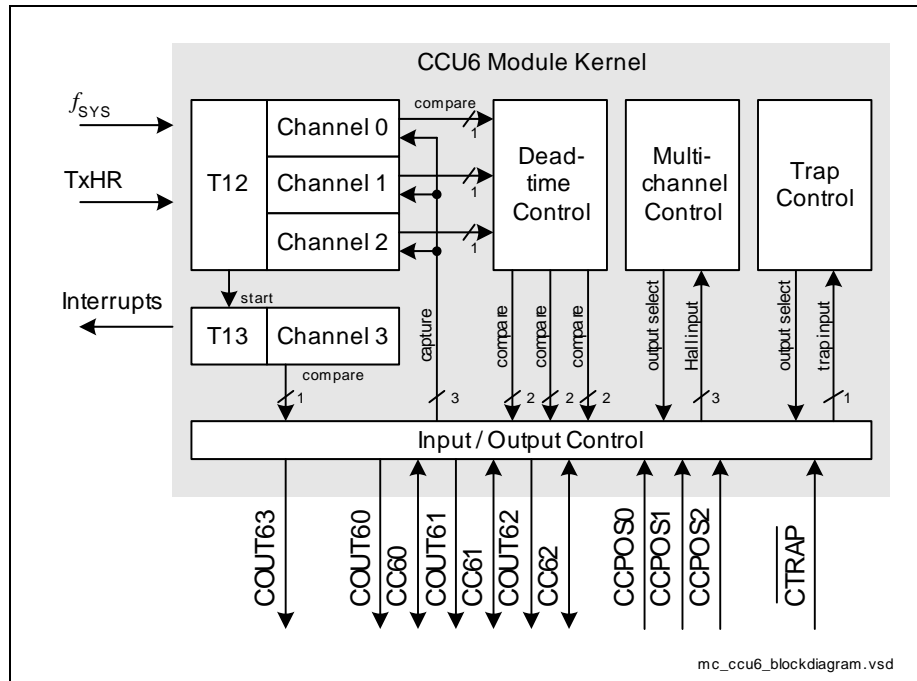 CCU6 Module Kernel
fSYS
TxHR
Interrupts
T12
Channel 0
Channel 1
Channel 2
compare
1
1
1
Dead-
time
Control
Multi-
channel
Control
Trap
Control
start
T13
Channel 3
compare
1
capture
3
compare
2
compare
2
compare
2
output select
Hall input
3
output select
trap input
1
Input / Output Control
COUT63
COUT60
CC60
COUT61
CC61
COUT62
CC62
CCPOS0
CCPOS1
CCPOS2
CTRAP
mc_ccu6_blockdiagram.vsd